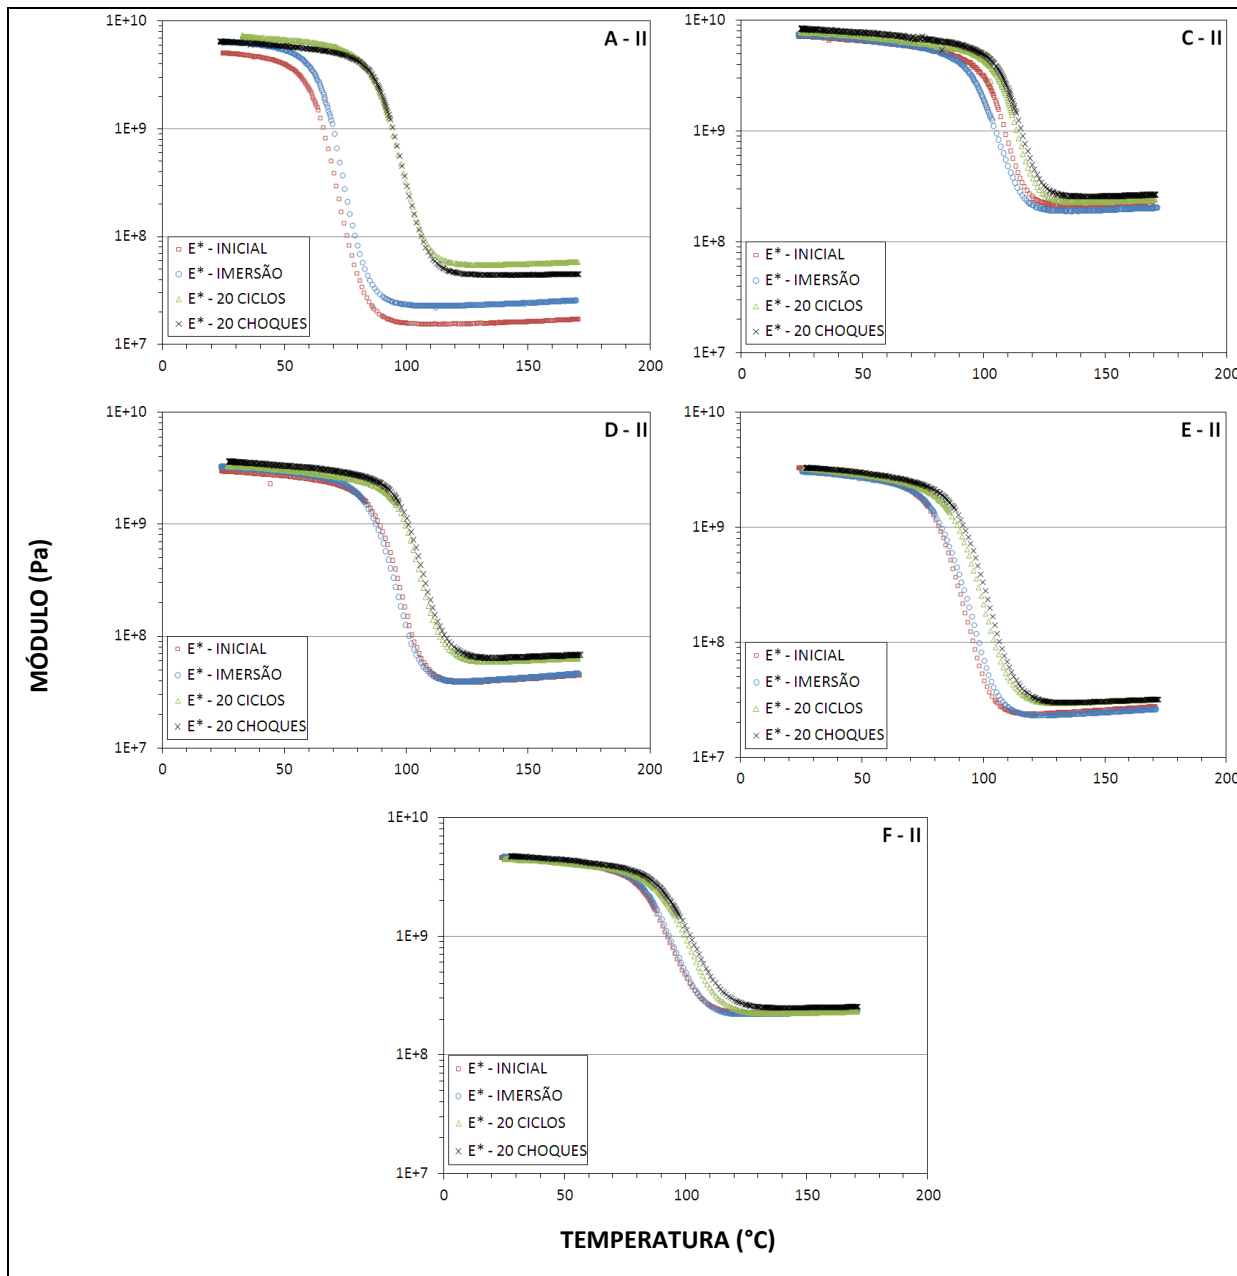 A - II
1E+10
1E+9
1E+8
1E+7
E* - INICIAL
E* - IMERSÃO
E* - 20 CICLOS
E* - 20 CHOQUES
0 50 100 150 200
C - II
1E+10
1E+9
1E+8
1E+7
E* - INICIAL
E* - IMERSÃO
E* - 20 CICLOS
E* - 20 CHOQUES
0 50 100 150 200
D - II
1E+10
1E+9
1E+8
1E+7
E* - INICIAL
E* - IMERSÃO
E* - 20 CICLOS
E* - 20 CHOQUES
0 50 100 150 200
E - II
1E+10
1E+9
1E+8
1E+7
E* - INICIAL
E* - IMERSÃO
E* - 20 CICLOS
E* - 20 CHOQUES
0 50 100 150 200
MÓDULO (Pa)
F - II
1E+10
1E+9
1E+8
1E+7
E* - INICIAL
E* - IMERSÃO
E* - 20 CICLOS
E* - 20 CHOQUES
0 50 100 150 200
TEMPERATURA (°C)